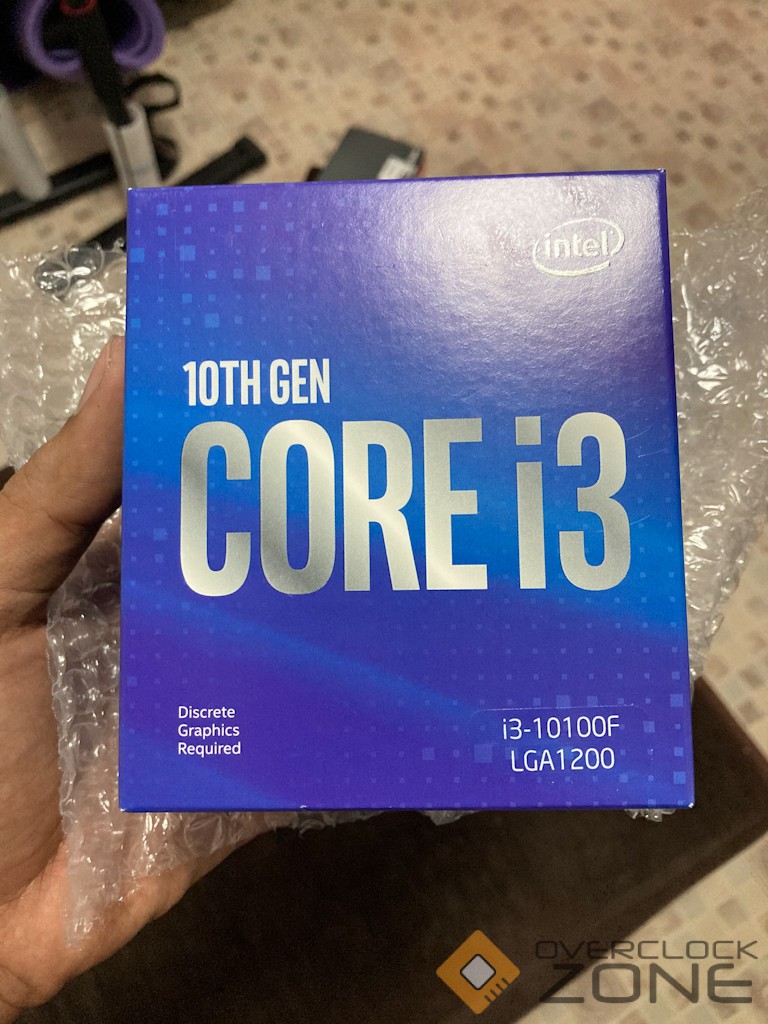 intel
10TH GEN
CORE i3
Discrete
Graphics
Required
i3-10100F
LGA1200
OVERCLOCK
ZONE